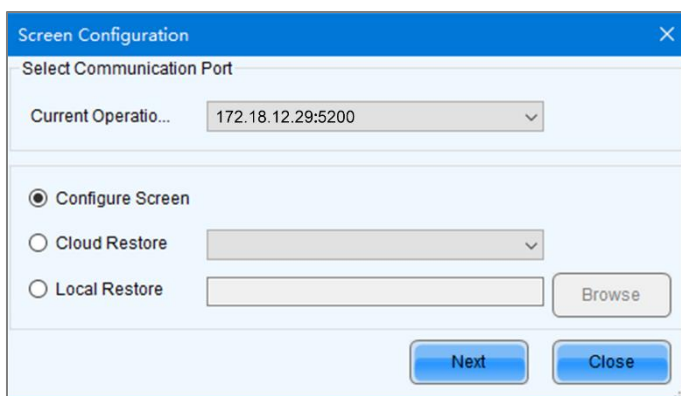 Screen Configuration
Select Communication Port
Current Operatio... 172.18.12.29:5200
Configure Screen
Cloud Restore
Local Restore Browse
Next Close